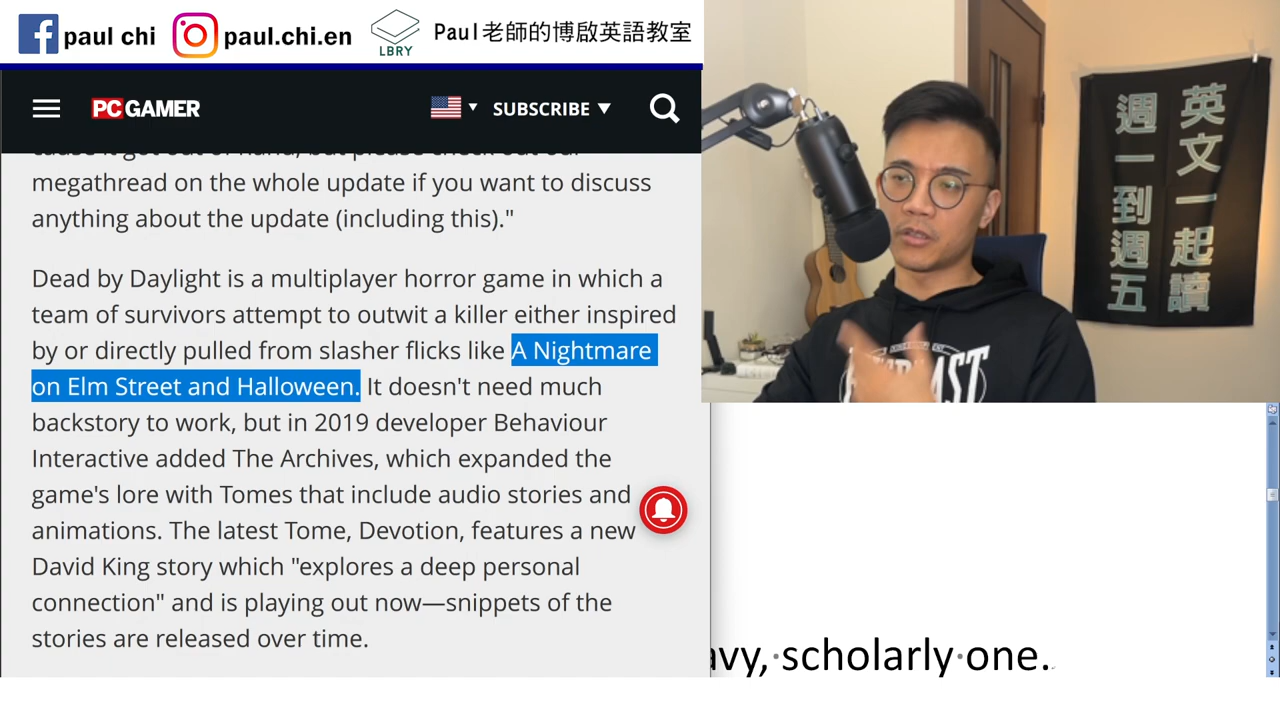 paul chi
paul.chi.en
LBRY
Paul老師的博啟英語教室
PC GAMER
SUBSCRIBE
megathread on the whole update if you want to discuss
anything about the update (including this)."
Dead by Daylight is a multiplayer horror game in which a
team of survivors attempt to outwit a killer either inspired
by or directly pulled from slasher flicks like A Nightmare
on Elm Street and Halloween. It doesn't need much
backstory to work, but in 2019 developer Behaviour
Interactive added The Archives, which expanded the
game's lore with Tomes that include audio stories and
animations. The latest Tome, Devotion, features a new
David King story which "explores a deep personal
connection" and is playing out now—snippets of the
stories are released over time.
英文一起讀
週一到週五
scholarly one.